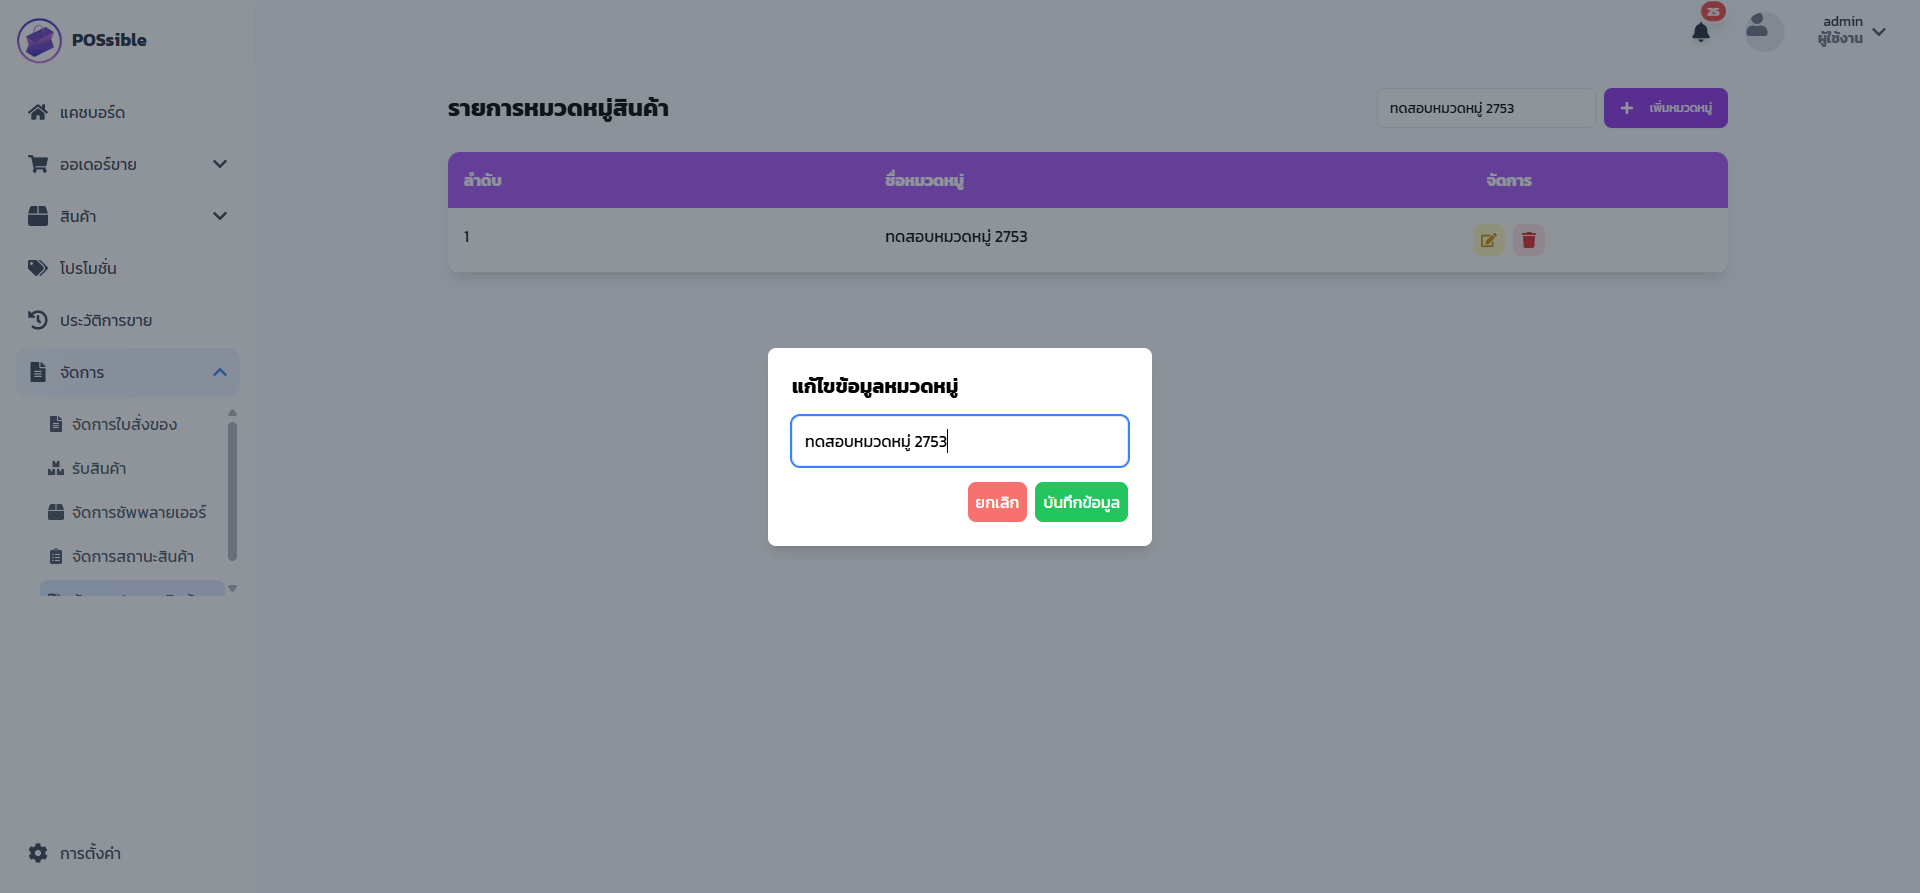 POSsible
25
admin
ผู้ใช้งาน
แดชบอร์ด
ออเดอร์ขาย
สินค้า
โปรโมชั่น
ประวัติการขาย
จัดการ
จัดการใบสั่งของ
รับสินค้า
จัดการซัพพลายเออร์
จัดการสถานะสินค้า
การตั้งค่า
รายการหมวดหมู่สินค้า
ทดสอบหมวดหมู่ 2753
เพิ่มหมวดหมู่
ลำดับ ชื่อหมวดหมู่ จัดการ
1 ทดสอบหมวดหมู่ 2753
แก้ไขข้อมูลหมวดหมู่
ทดสอบหมวดหมู่ 2753
ยกเลิก บันทึกข้อมูล